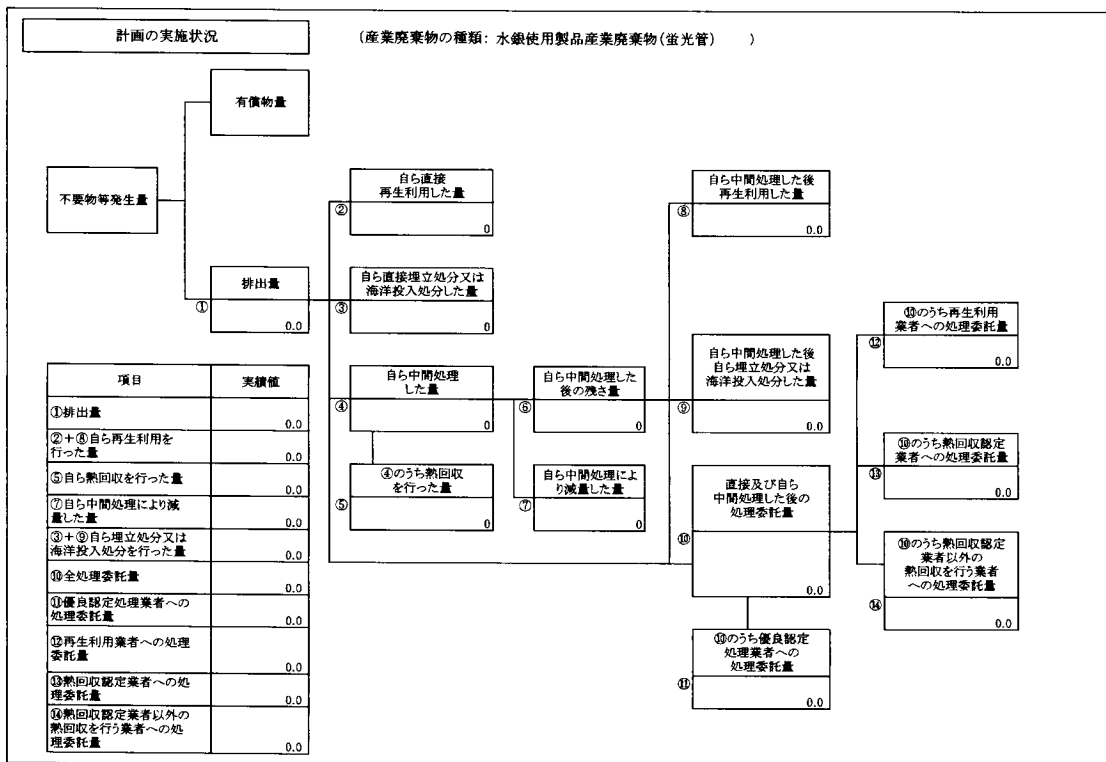 計画の実施状況
(産業廃棄物の種類: 水銀使用製品産業廃棄物(蛍光管) )
有償物量
不要物等発生量
排出量
①
0.0
自ら直接
再生利用した量
②
0
自ら直接埋立処分又は
海洋投入処分した量
③
0
自ら中間処理
した量
④
0
④のうち熱回収
を行った量
⑤
0
自ら中間処理した
後の残さ量
⑥
0
自ら中間処理によ
り減量した量
⑦
0
自ら中間処理した後
再生利用した量
⑧
0.0
自ら中間処理した後
自ら埋立処分又は
海洋投入処分した量
⑨
0.0
直接及び自ら
中間処理した後の
処理委託量
⑩
0.0
⑩のうち優良認定
処理業者への
処理委託量
⑪
0.0
⑩のうち再生利用
業者への処理委託量
⑫
0.0
⑩のうち熱回収認定
業者への処理委託量
⑬
0.0
⑩のうち熱回収認定
業者以外の
熱回収を行う業者
への処理委託量
⑭
0.0
項目 実績値
①排出量
0.0
②+⑧自ら再生利用を
行った量 0.0
⑤自ら熱回収を行った量
0.0
⑦自ら中間処理により減
量した量 0.0
③+⑨自ら埋立処分又は
海洋投入処分を行った量 0.0
⑩全処理委託量
0.0
⑪優良認定処理業者への
処理委託量 0.0
⑫再生利用業者への処理
委託量
0.0
⑬熱回収認定業者への処
理委託量 0.0
⑭熱回収認定業者以外の
熱回収を行う業者への処
理委託量 0.0